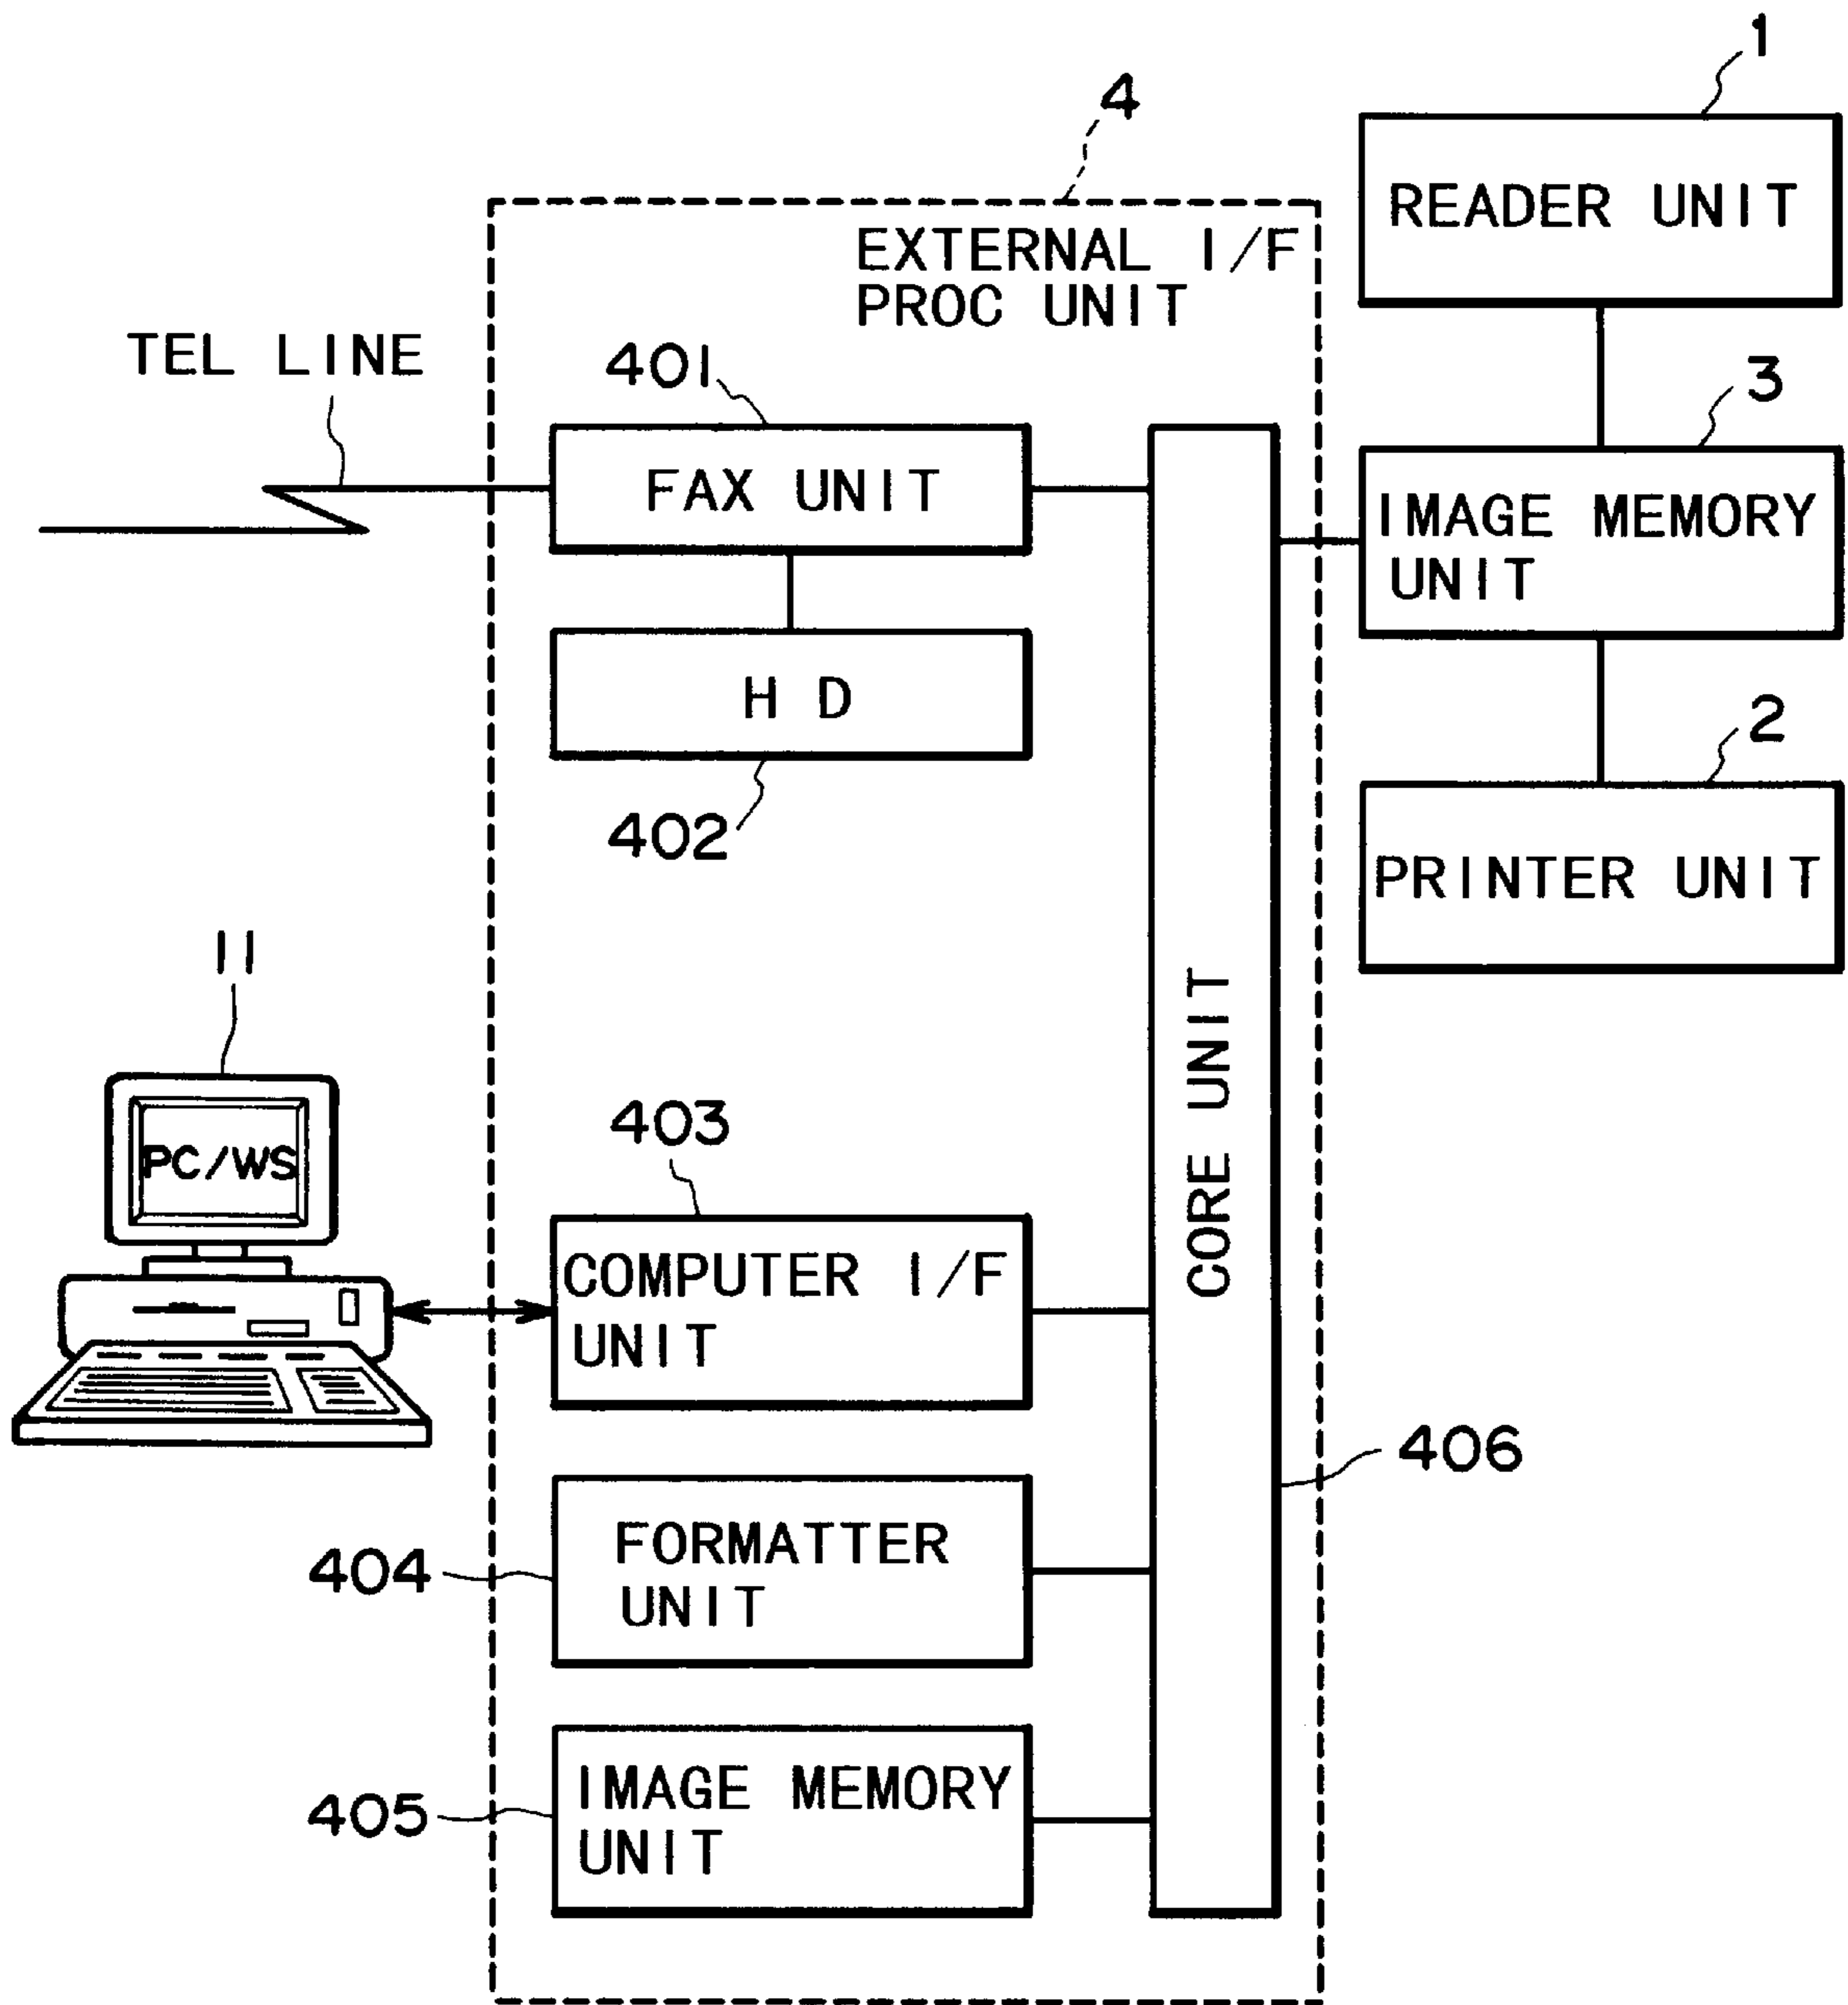 1
READER UNIT
4
EXTERNAL I/F
PROC UNIT
TEL LINE
401
FAX UNIT
3
IMAGE MEMORY
UNIT
H D
402
2
PRINTER UNIT
11
PC/WS
403
COMPUTER I/F
UNIT
CORE UNIT
406
404
FORMATTER
UNIT
405
IMAGE MEMORY
UNIT